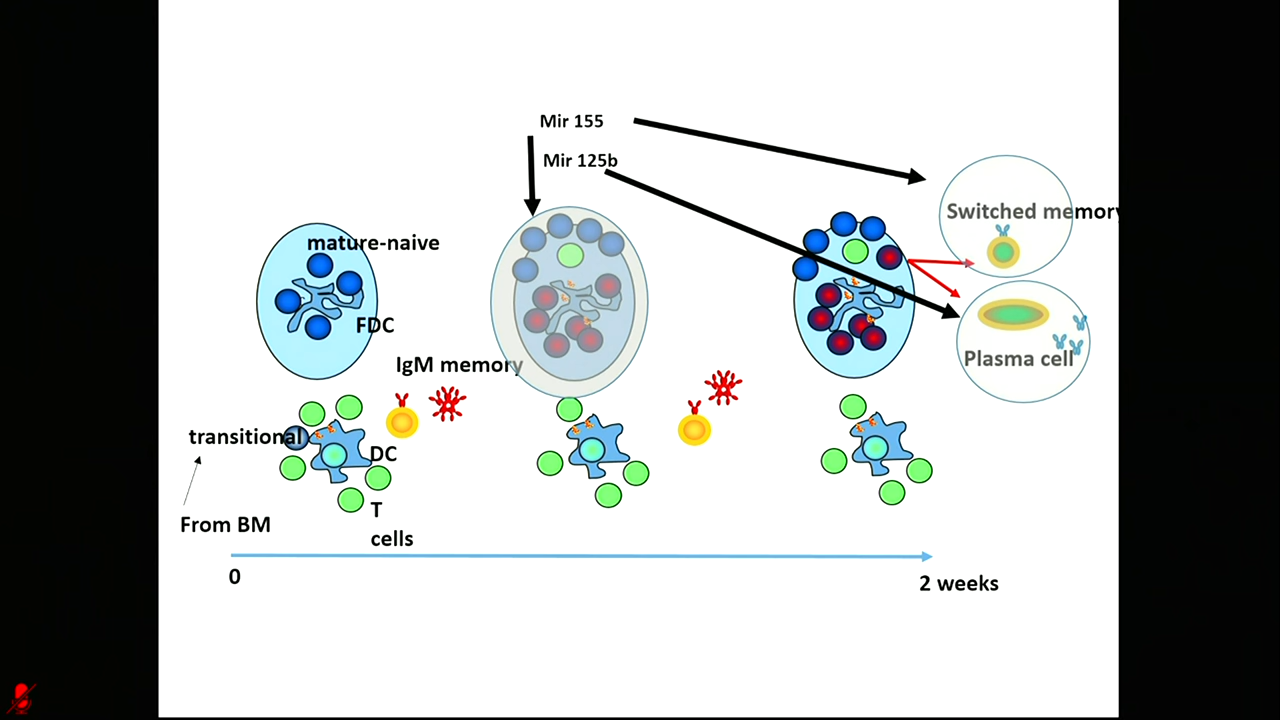 Mir 155
Mir 125b
Switched memory
mature-naive
FDC
IgM memory
Plasma cell
transitional
DC
T
cells
From BM
0
2 weeks